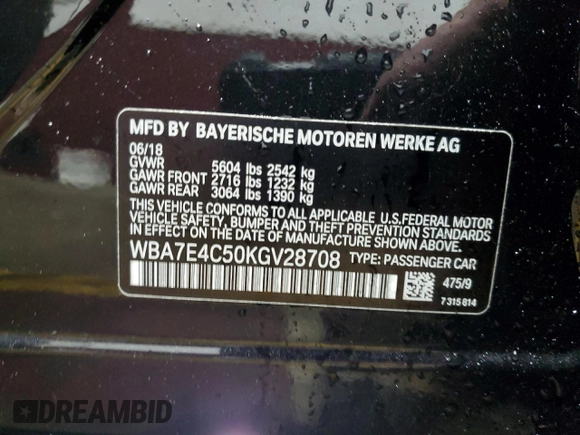 MFD BY BAYERISCHE MOTOREN WERKE AG
06/18
GVWR 5604 lbs 2542 kg
GAWR FRONT 2716 lbs 1232 kg
GAWR REAR 3064 lbs 1390 kg
THIS VEHICLE CONFORMS TO ALL APPLICABLE U.S.FEDERAL MOTOR
VEHICLE SAFETY, BUMPER AND THEFT PREVENTION STANDARDS
IN EFFECT ON THE DATE OF MANUFACTURE SHOWN ABOVE.
WBA7E4C50KGV28708 TYPE: PASSENGER CAR
475/9
7 315 814
DREAMBID